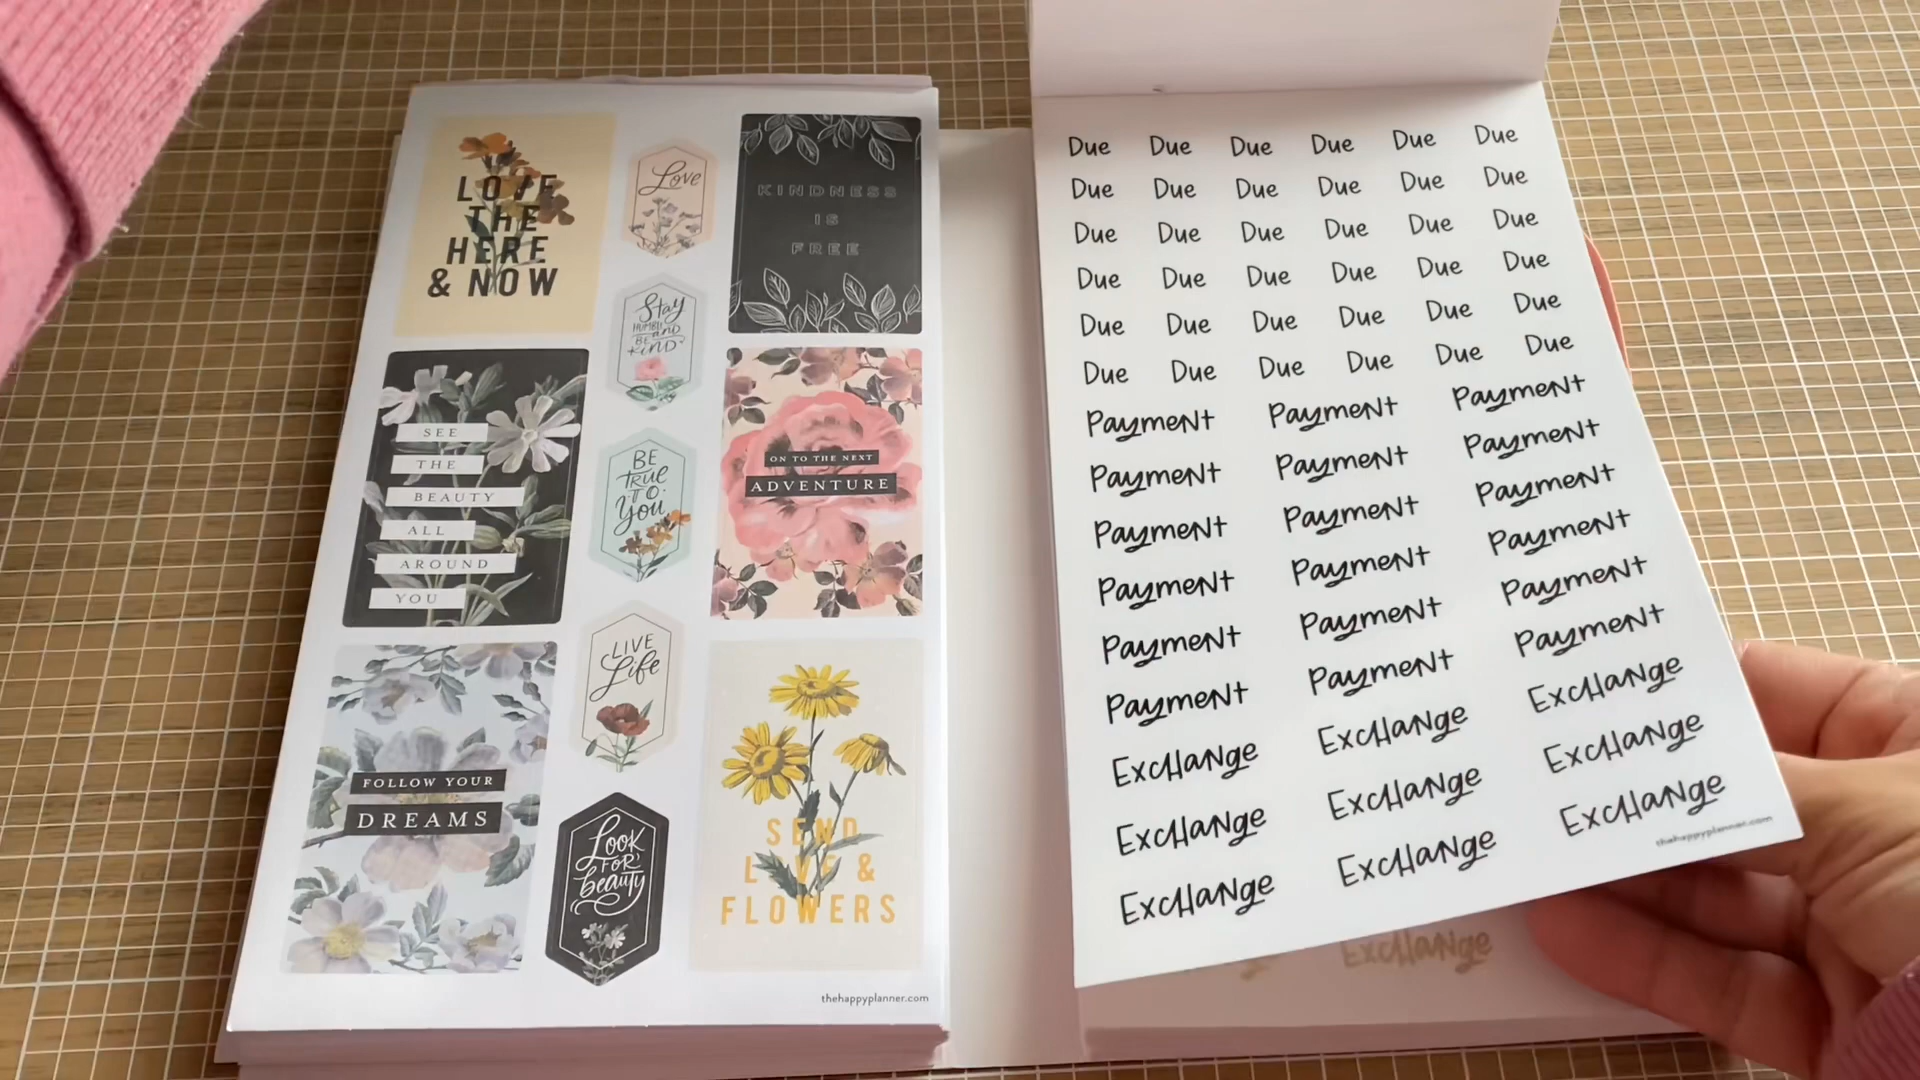 LOVE
THE
HERE
& NOW
Love
KINDNESS
IS
FREE
Stay
HUMBLE and
BE
KIND
SEE
THE
BEAUTY
ALL
AROUND
YOU
BE
TRUE
TO
You
ON TO THE NEXT
ADVENTURE
LIVE
Life
FOLLOW YOUR
DREAMS
Look
FOR
beauty
SEND
LOVE &
FLOWERS
thehappyplanner.com
Due Due Due Due Due Due
Due Due Due Due Due Due
Due Due Due Due Due Due
Due Due Due Due Due Due
Due Due Due Due Due Due
Due Due Due Due Due Due
Payment Payment Payment
Payment Payment Payment
Payment Payment Payment
Payment Payment Payment
Payment Payment Payment
Payment Payment Payment
Exchange Exchange Exchange
Exchange Exchange Exchange
Exchange Exchange Exchange
thehappyplanner.com
Exchange